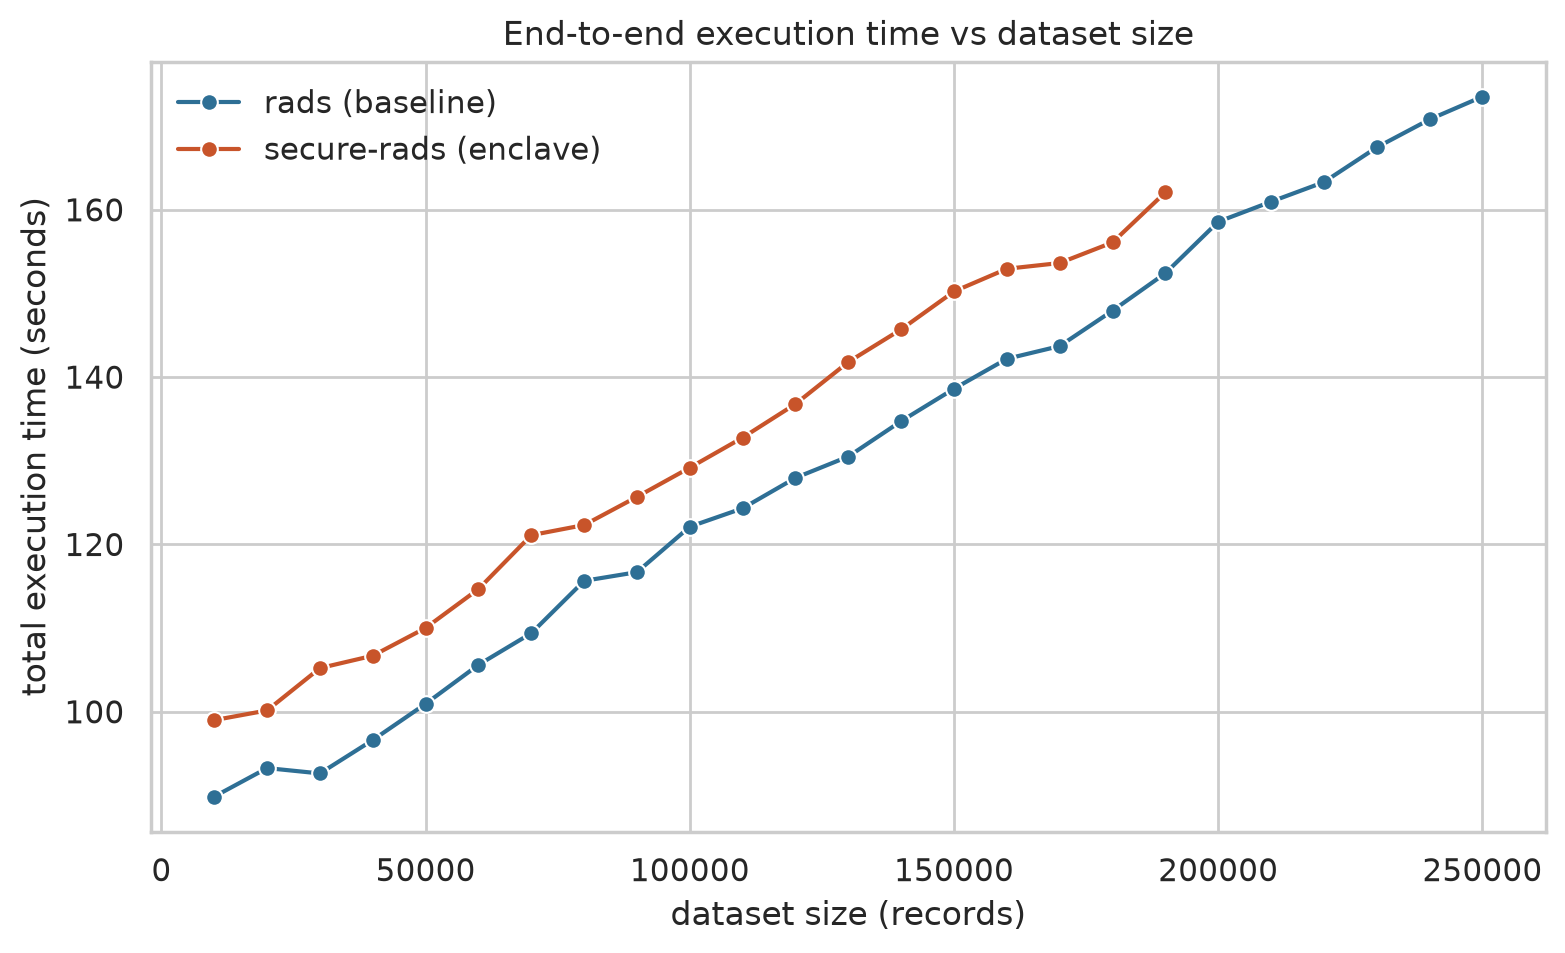 End-to-end execution time vs dataset size
rads (baseline)
secure-rads (enclave)
total execution time (seconds)
160
140
120
100
0
50000
100000
150000
200000
250000
dataset size (records)